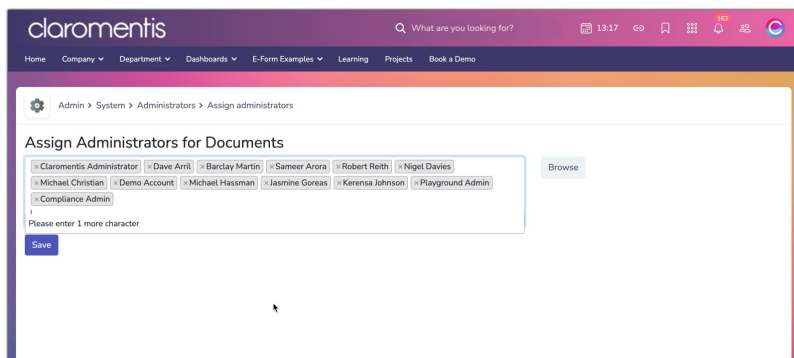 claromentis
What are you looking for?
13:17
163
Home Company Department Dashboards E-Form Examples Learning Projects Book a Demo
Admin > System > Administrators > Assign administrators
Assign Administrators for Documents
×Claromentis Administrator ×Dave Arril ×Barclay Martin ×Sameer Arora ×Robert Reith ×Nigel Davies
×Michael Christian ×Demo Account ×Michael Hassman ×Jasmine Goreas ×Kerensa Johnson ×Playground Admin
×Compliance Admin
Browse
Please enter 1 more character
Save